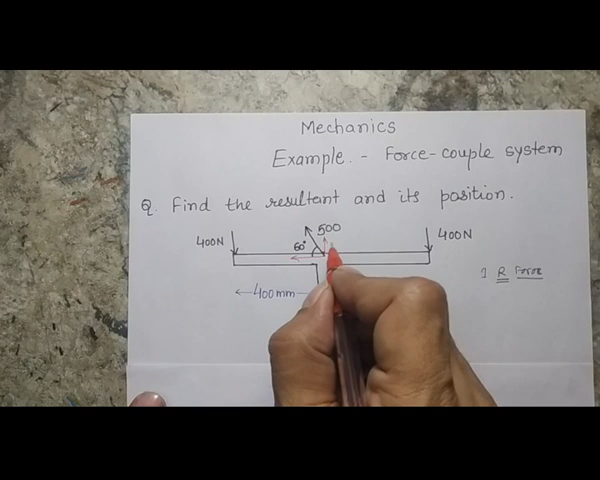 Mechanics
Example. - Force-couple system
Q. Find the resultant and its position.
500
400N
60°
400N
1 R Force
400mm